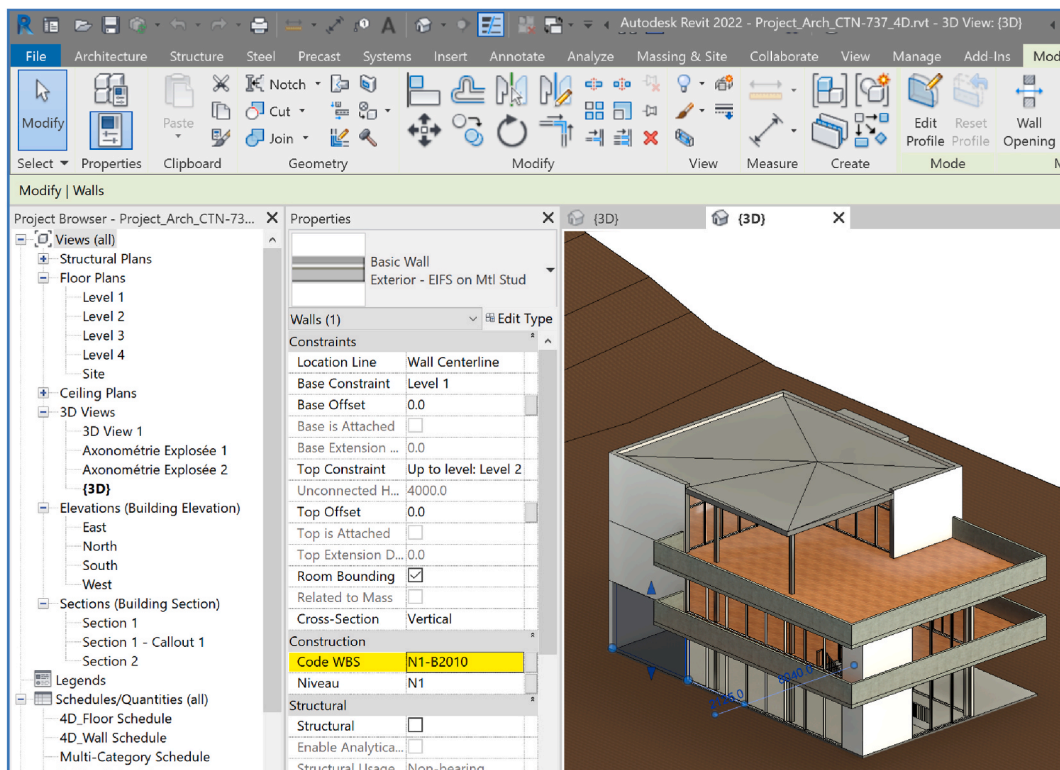 Autodesk Revit 2022 - Project_Arch_CTN-737_4D.rvt - 3D View: {3D}
File Architecture Structure Steel Precast Systems Insert Annotate Analyze Massing & Site Collaborate View Manage Add-Ins Mod
Modify
Paste
Notch
Cut
Join
Edit Profile
Reset Profile
Wall Opening
Select Properties Clipboard Geometry Modify View Measure Create Mode M
Modify | Walls
Project Browser - Project_Arch_CTN-73...
Views (all)
Structural Plans
Floor Plans
Level 1
Level 2
Level 3
Level 4
Site
Ceiling Plans
3D Views
3D View 1
Axonométrie Explosée 1
Axonométrie Explosée 2
{3D}
Elevations (Building Elevation)
East
North
South
West
Sections (Building Section)
Section 1
Section 1 - Callout 1
Section 2
Legends
Schedules/Quantities (all)
4D_Floor Schedule
4D_Wall Schedule
Multi-Category Schedule
Properties
Basic Wall
Exterior - EIFS on Mtl Stud
Walls (1) Edit Type
Constraints
Location Line Wall Centerline
Base Constraint Level 1
Base Offset 0.0
Base is Attached
Base Extension ... 0.0
Top Constraint Up to level: Level 2
Unconnected H... 4000.0
Top Offset 0.0
Top is Attached
Top Extension D... 0.0
Room Bounding
Related to Mass
Cross-Section Vertical
Construction
Code WBS N1-B2010
Niveau N1
Structural
Structural
Enable Analytica...
Structural Usage Non-bearing
{3D} {3D}